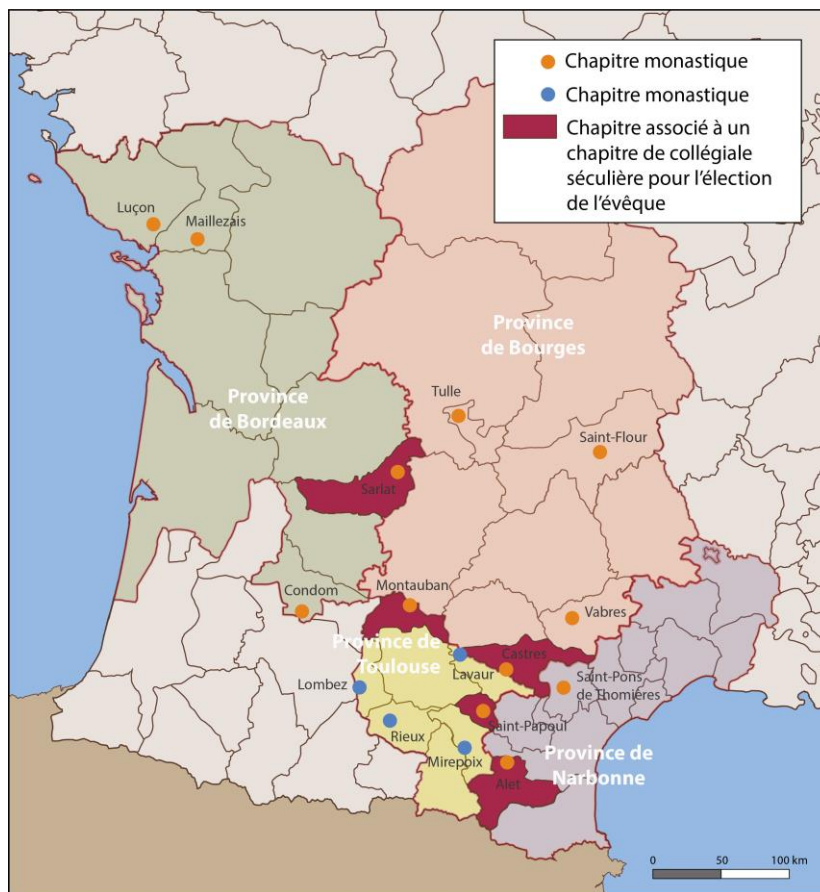 Chapitre monastique
Chapitre monastique
Chapitre associé à un
chapitre de collégiale
séculière pour l'élection
de l'évêque
Luçon
Maillezais
Province
de Bourges
Province
de Bordeaux
Tulle
Saint-Flour
Sarlat
Condom
Montauban
Vabres
Province de
Toulouse
Castres
Lavaur
Lombez
Saint-Pons
de Thomières
Rieux
Saint-Papoul
Mirepoix
Province de
Narbonne
Alet
0 50 100 km